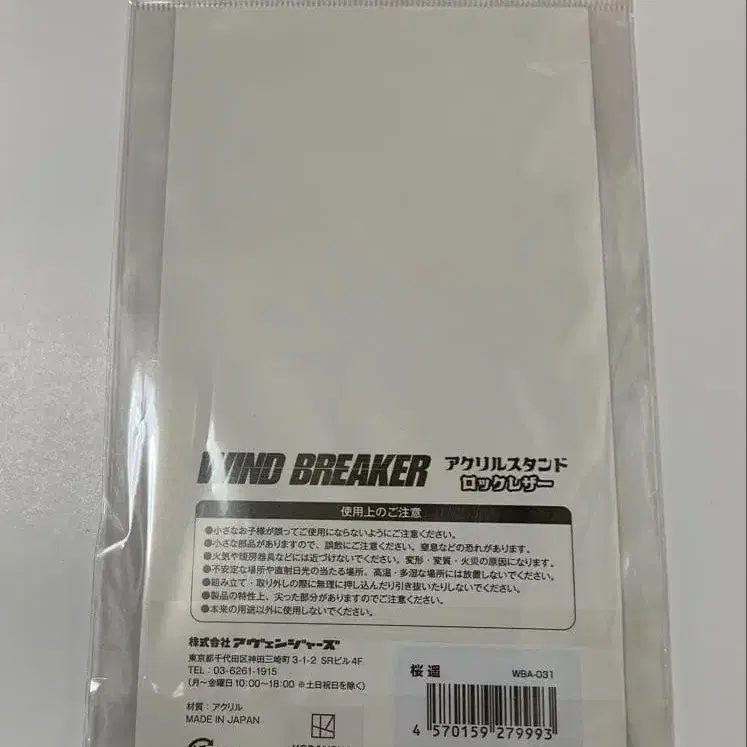 WIND BREAKER アクリルスタンド
ロックレザー
使用上のご注意
●小さなお子様が誤ってご使用にならないようにご注意ください。
●小さな部品がありますので、誤飲にご注意ください。窒息などの恐れがあります。
●火気や暖房器具などには近づけないでください。変形・変質・火災の原因になります。
●不安定な場所や直射日光の当たる場所、高温・多湿な場所には放置しないでください。
●組み立て・取り外しの際に無理に押し込んだり引き抜いたりしないでください。
●製品の特性上、尖った部分がありますのでご注意ください。
●本来の用途以外に使用しないでください。
株式会社アヴェンジャーズ
東京都千代田区神田三崎町3-1-2 SRビル4F
TEL：03-6261-1915
（月～金曜日10:00～18:00 ※土日祝日を除く）
材質：アクリル
MADE IN JAPAN
桜 遥 WBA-031
4 570159 279993